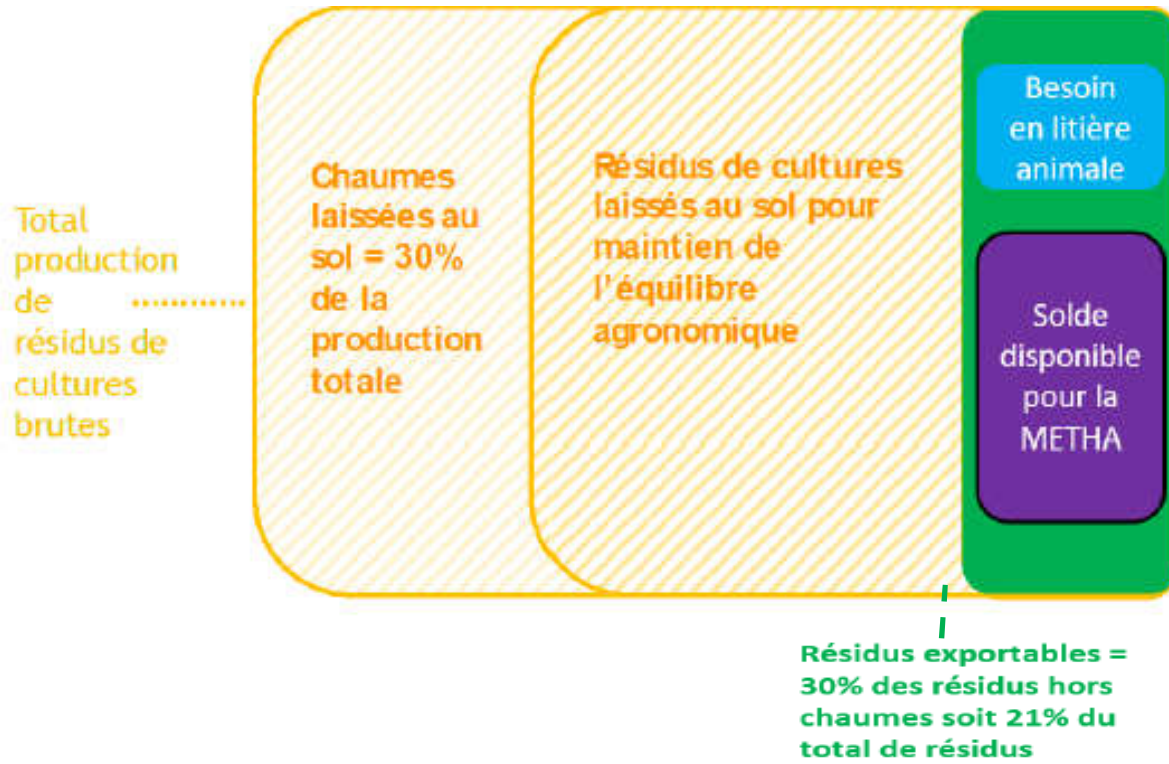 Total
production
de ............
résidus de
cultures
brutes
Chaumes
laissées au
sol = 30%
de la
production
totale
Résidus de cultures
laissés au sol pour
maintien de
l'équilibre
agronomique
Besoin
en litière
animale
Solde
disponible
pour la
METHA
Résidus exportables =
30% des résidus hors
chaumes soit 21% du
total de résidus